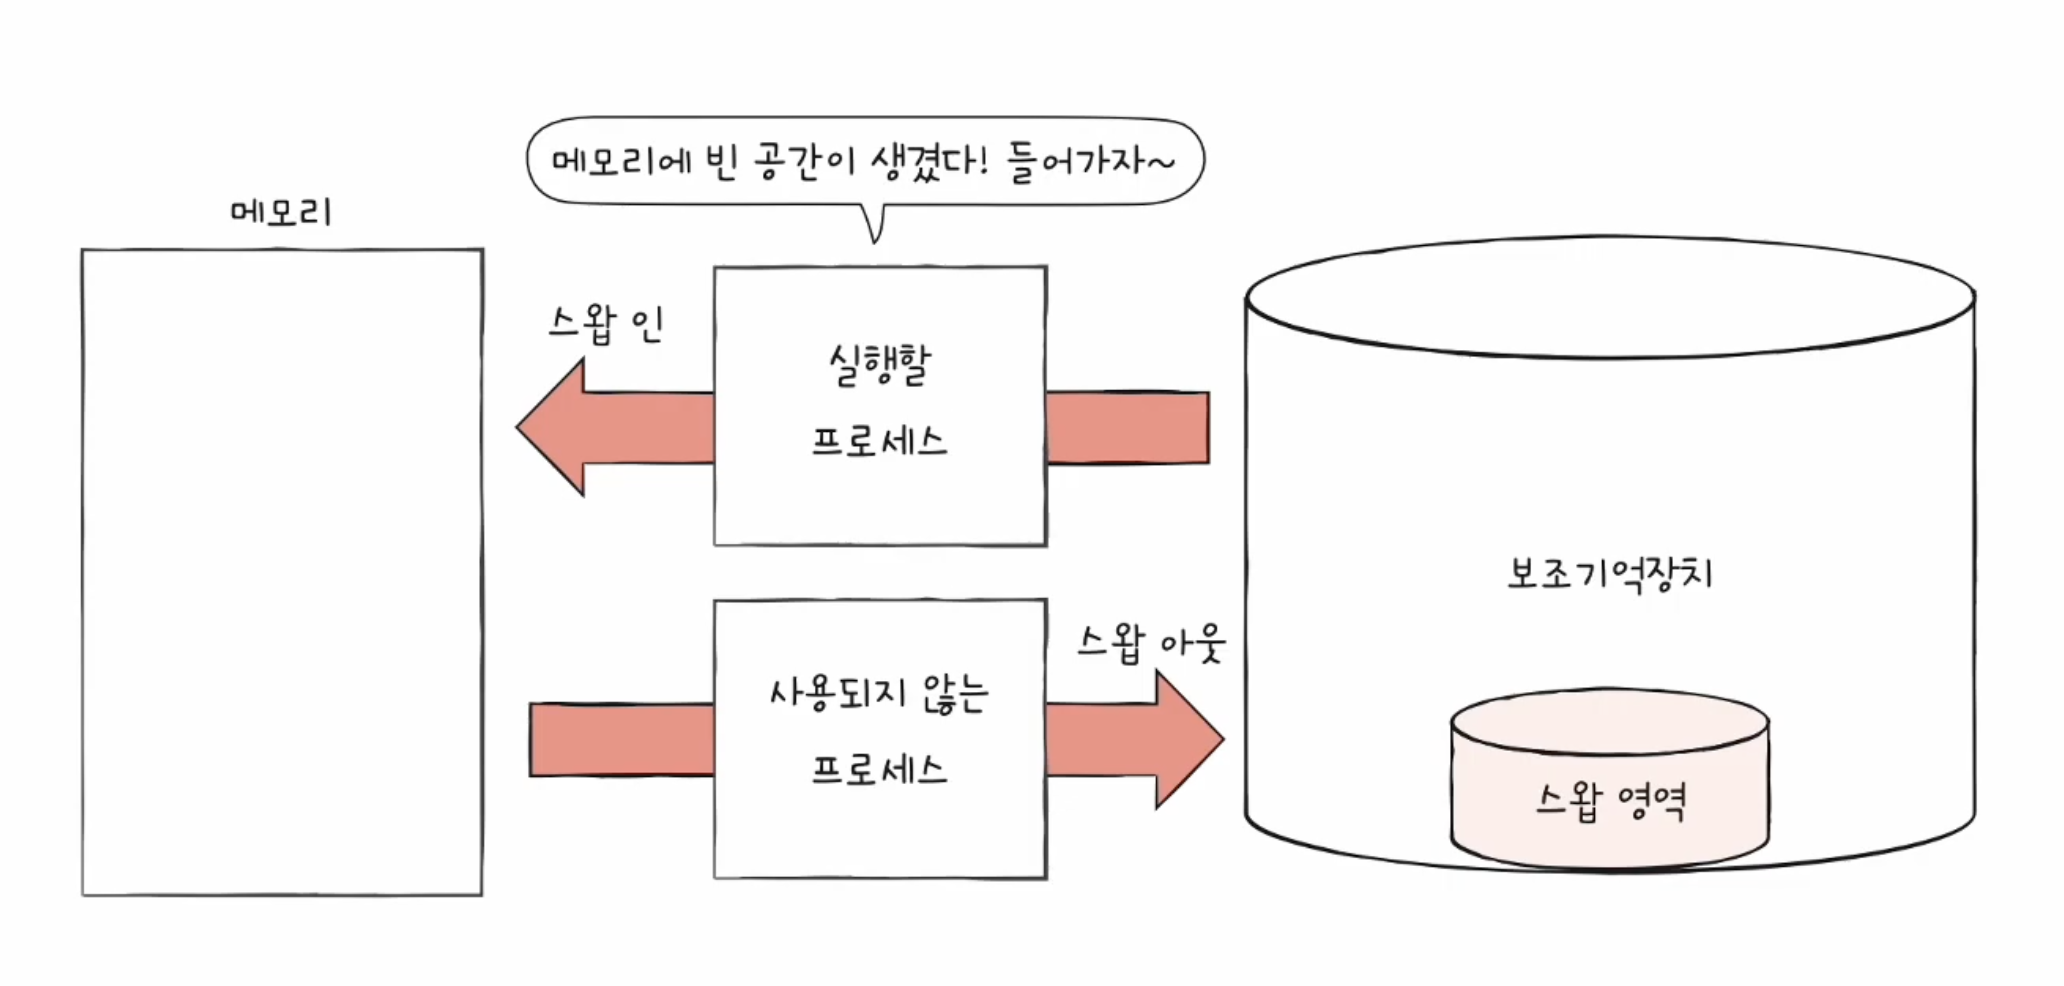 메모리에 빈 공간이 생겼다! 들어가자~
메모리
스왑 인
실행할
프로세스
스왑 아웃
사용되지 않는
프로세스
보조기억장치
스왑 영역